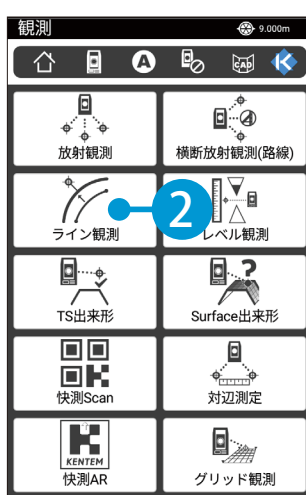 観測
9.000m
A
CAD
放射観測
横断放射観測(路線)
ライン観測
2
レベル観測
TS出来形
Surface出来形
快測Scan
対辺測定
KENTEM
快測AR
グリッド観測